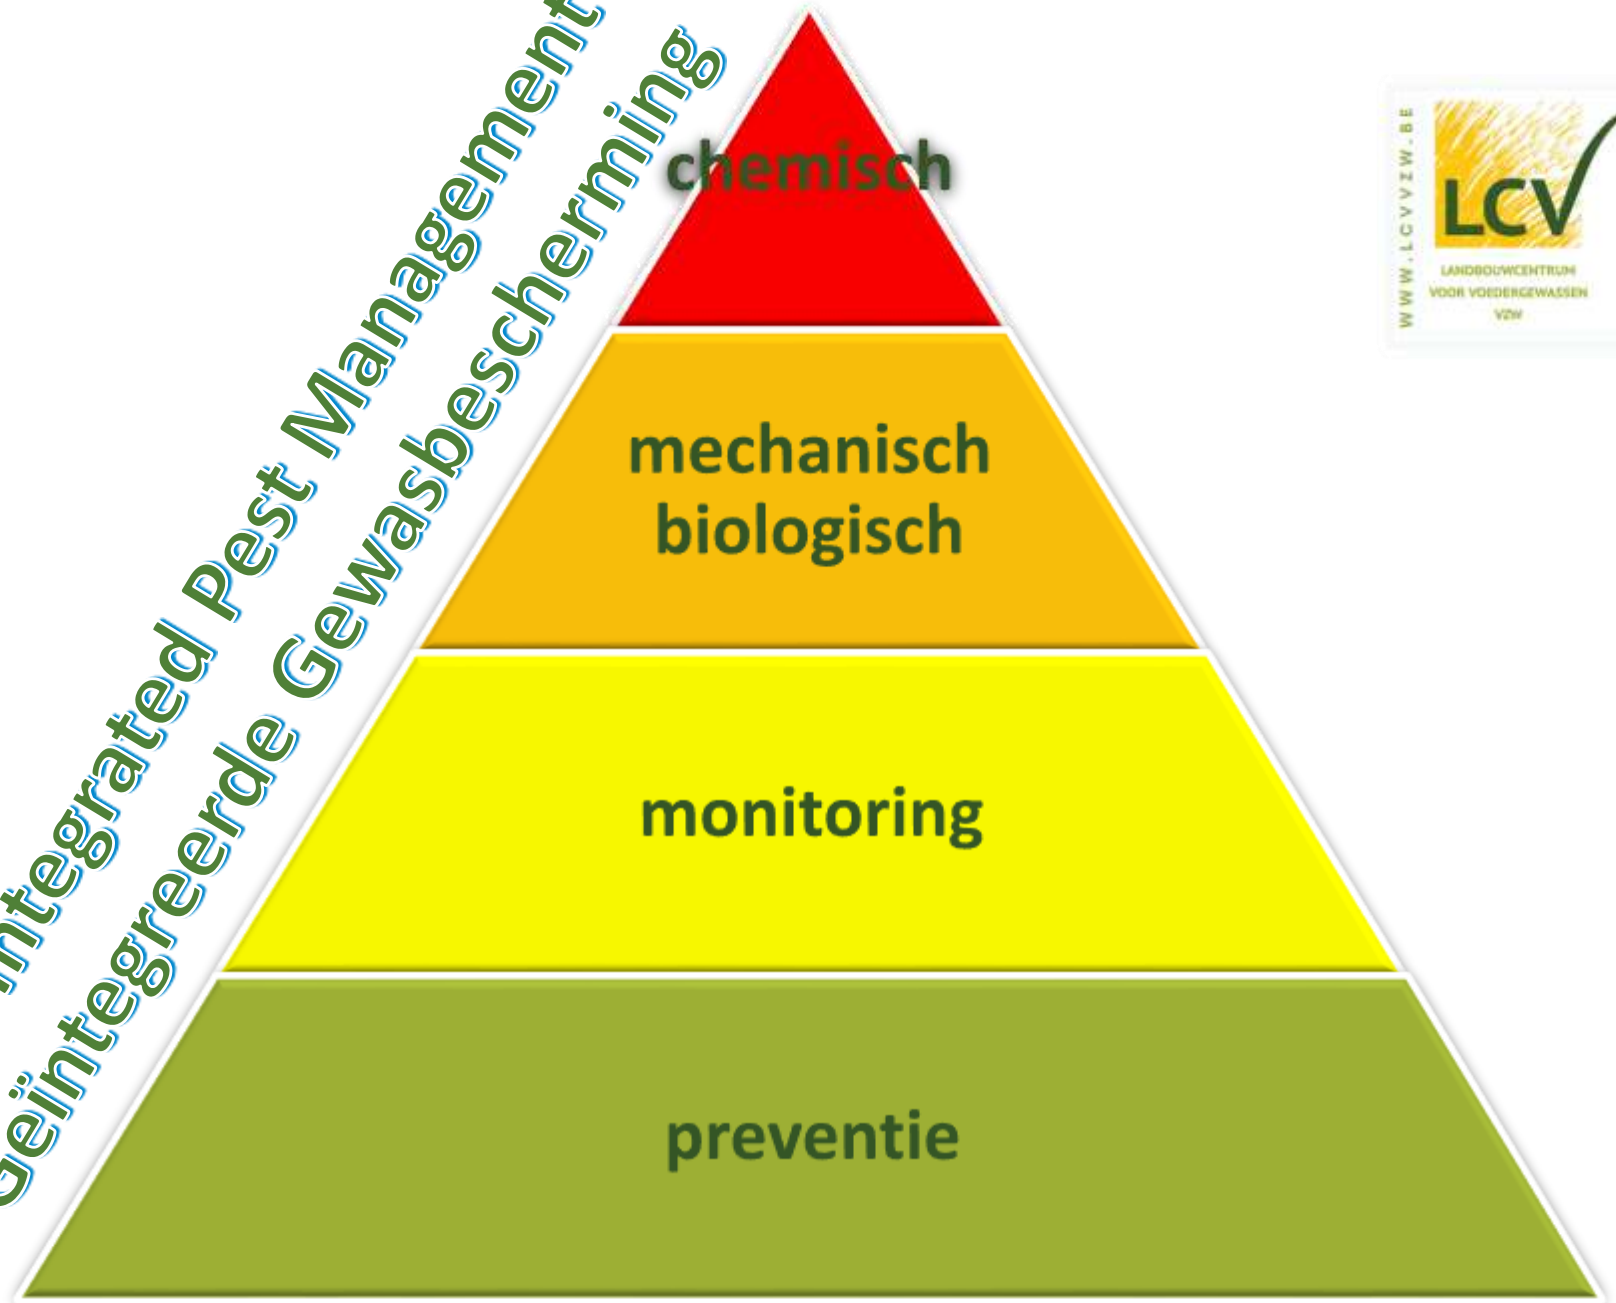 Integrated Pest Management
Geïntegreerde Gewasbescherming
chemisch
mechanisch
biologisch
monitoring
preventie
WWW.LCVVZW.BE
LCV
LANDBOUWCENTRUM
VOOR VOEDERGEWASSEN
VZW